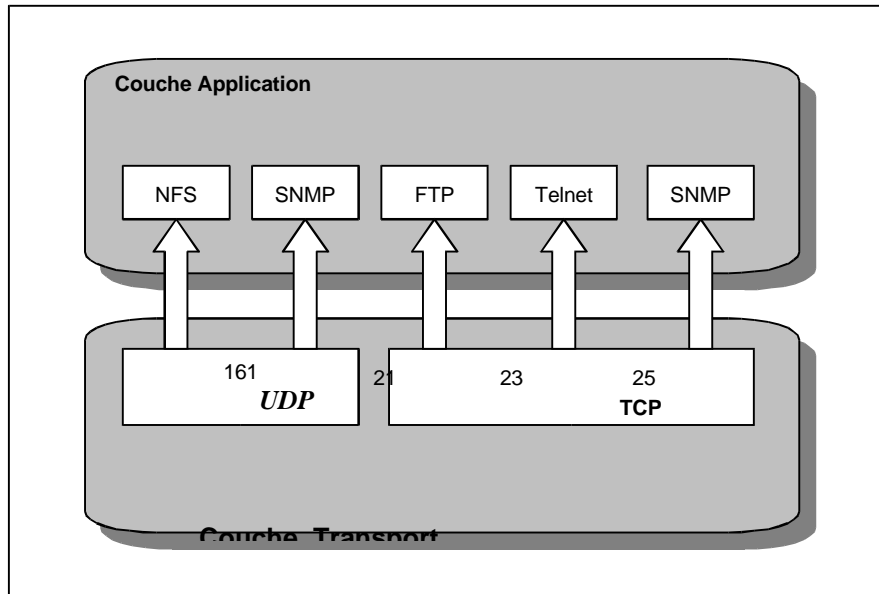 Couche Application
NFS SNMP FTP Telnet SNMP
161 21 23 25
UDP TCP
Couche Transport